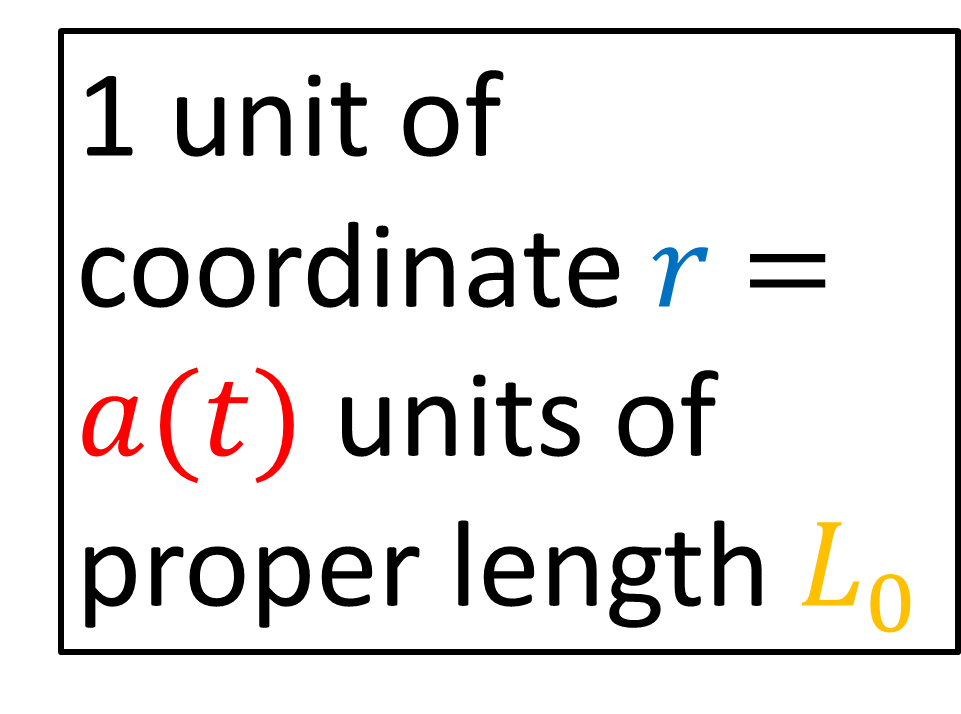 1 unit of
coordinate r =
a(t) units of
proper length L₀